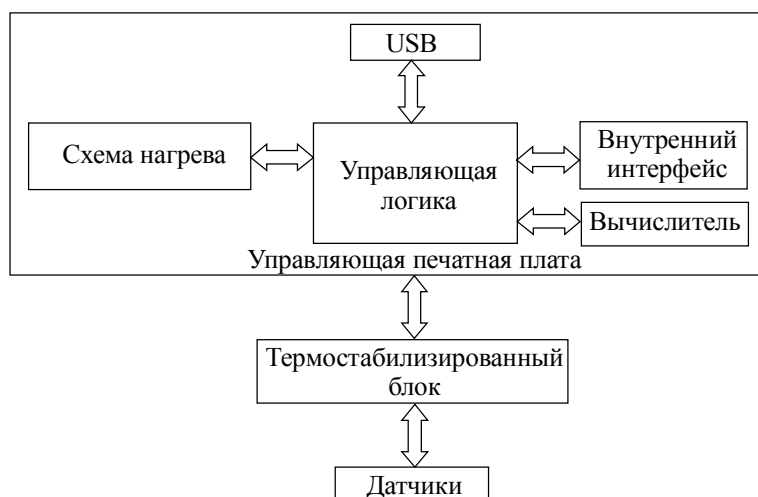 USB
Схема нагрева
Управляющая
логика
Внутренний
интерфейс
Вычислитель
Управляющая печатная плата
Термостабилизированный
блок
Датчики